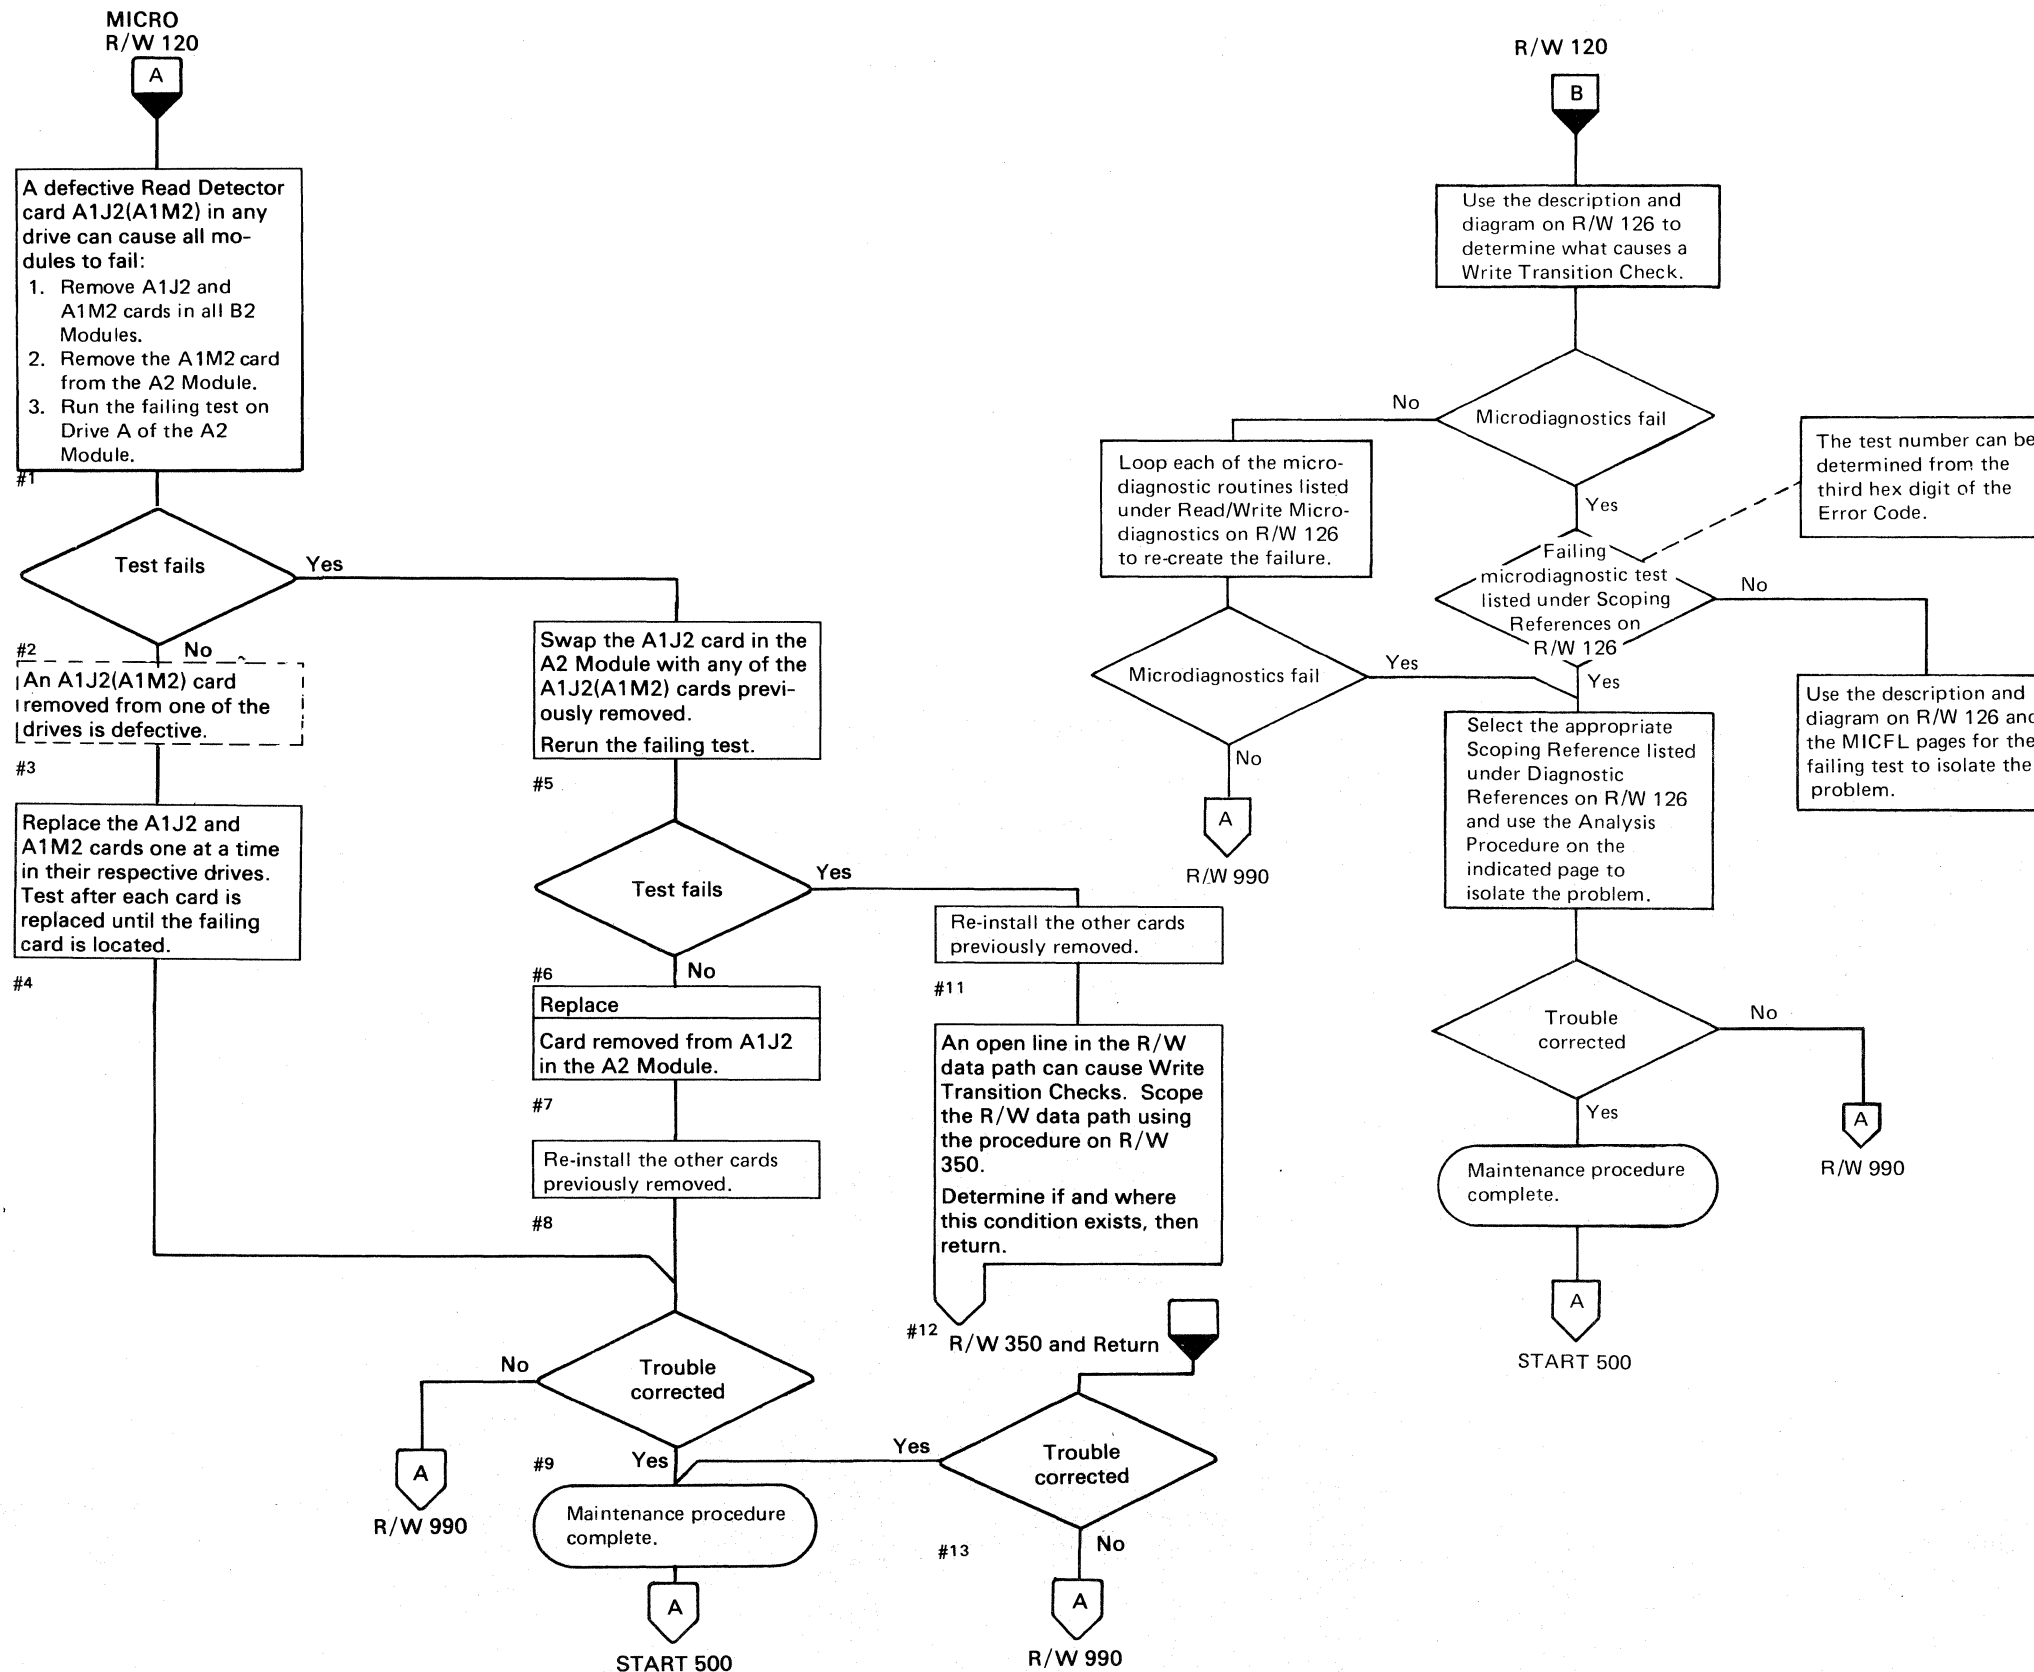 MICRO
R/W 120
A
A defective Read Detector
card A1J2(A1M2) in any
drive can cause all mo-
dules to fail:
1. Remove A1J2 and
A1M2 cards in all B2
Modules.
2. Remove the A1M2 card
from the A2 Module.
3. Run the failing test on
Drive A of the A2
Module.
#1
Test fails
Yes
#2
No
An A1J2(A1M2) card
removed from one of the
drives is defective.
#3
Replace the A1J2 and
A1M2 cards one at a time
in their respective drives.
Test after each card is
replaced until the failing
card is located.
#4
Swap the A1J2 card in the
A2 Module with any of the
A1J2(A1M2) cards previ-
ously removed.
Rerun the failing test.
#5
Test fails
Yes
#6
No
Replace
Card removed from A1J2
in the A2 Module.
#7
Re-install the other cards
previously removed.
#8
Trouble
corrected
No
A
R/W 990
#9
Yes
Maintenance procedure
complete.
A
START 500
Re-install the other cards
previously removed.
#11
An open line in the R/W
data path can cause Write
Transition Checks. Scope
the R/W data path using
the procedure on R/W
350.
Determine if and where
this condition exists, then
return.
#12
R/W 350 and Return
Trouble
corrected
Yes
#13
No
A
R/W 990
R/W 120
B
Use the description and
diagram on R/W 126 to
determine what causes a
Write Transition Check.
Microdiagnostics fail
No
Yes
Loop each of the micro-
diagnostic routines listed
under Read/Write Micro-
diagnostics on R/W 126
to re-create the failure.
Microdiagnostics fail
Yes
No
A
R/W 990
The test number can be
determined from the
third hex digit of the
Error Code.
Failing
microdiagnostic test
listed under Scoping
References on
R/W 126
No
Yes
Use the description and
diagram on R/W 126 and
the MICFL pages for the
failing test to isolate the
problem.
Select the appropriate
Scoping Reference listed
under Diagnostic
References on R/W 126
and use the Analysis
Procedure on the
indicated page to
isolate the problem.
Trouble
corrected
No
A
R/W 990
Yes
Maintenance procedure
complete.
A
START 500